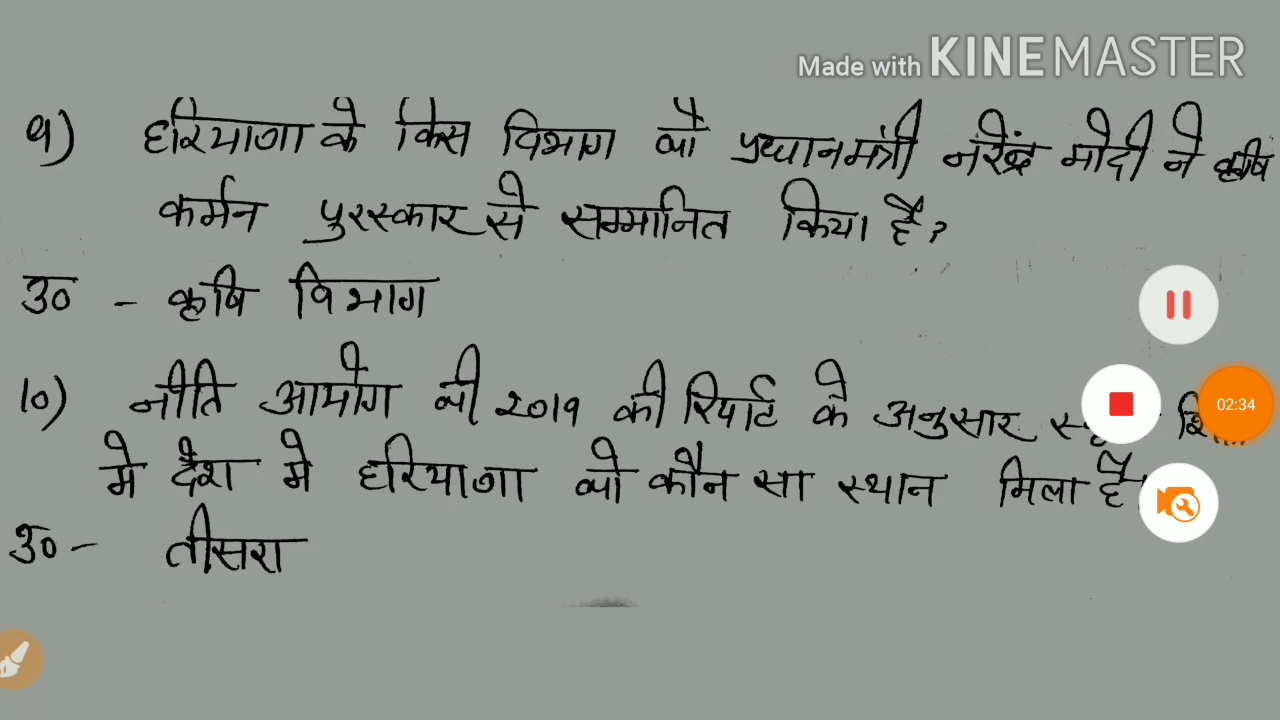 Made with KINEMASTER
9) हरियाणा के किस विभाग को प्रधानमंत्री नरेंद्र मोदी ने कृषि
कर्मन पुरस्कार से सम्मानित किया है?
उ० - कृषि विभाग
10) नीति आयोग की 2019 की रिपोर्ट के अनुसार
02:34
मे देश मे हरियाणा को कौन सा स्थान मिला है
उ० - तीसरा